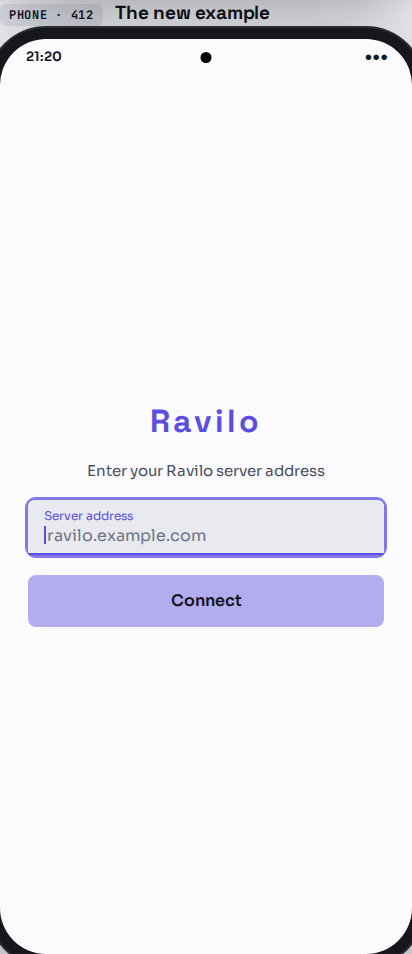 PHONE · 412 The new example
21:20
Ravilo
Enter your Ravilo server address
Server address
ravilo.example.com
Connect